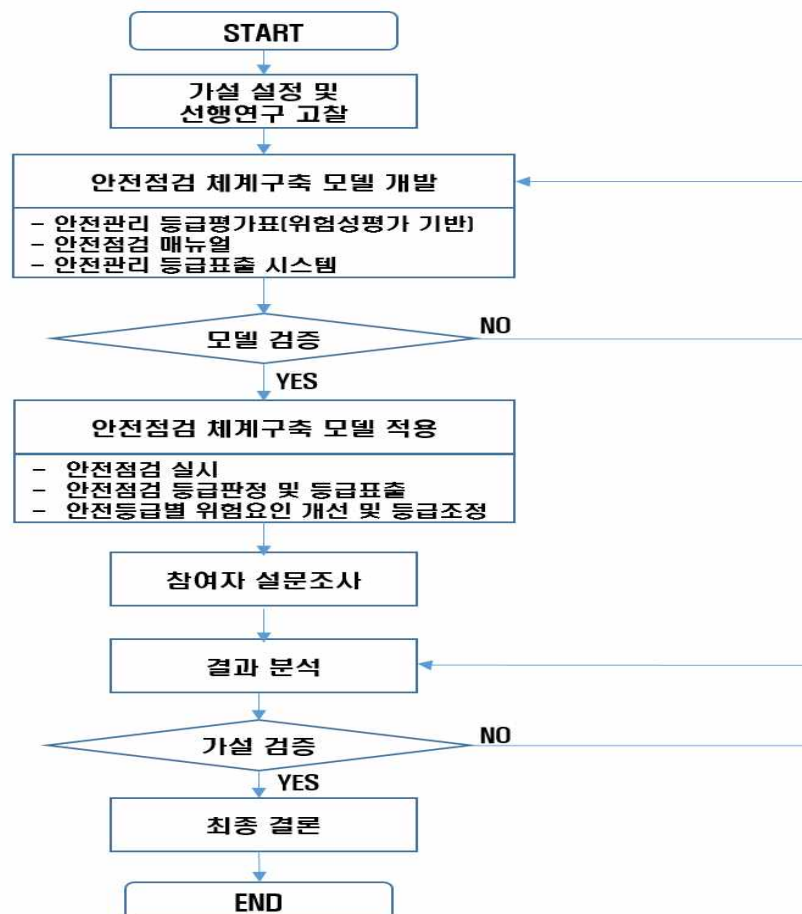 START
가설 설정 및
선행연구 고찰
안전점검 체계구축 모델 개발
- 안전관리 등급평가표(위험성평가 기반)
- 안전점검 매뉴얼
- 안전관리 등급표출 시스템
모델 검증
NO
YES
안전점검 체계구축 모델 적용
- 안전점검 실시
- 안전점검 등급판정 및 등급표출
- 안전등급별 위험요인 개선 및 등급조정
참여자 설문조사
결과 분석
가설 검증
NO
YES
최종 결론
END